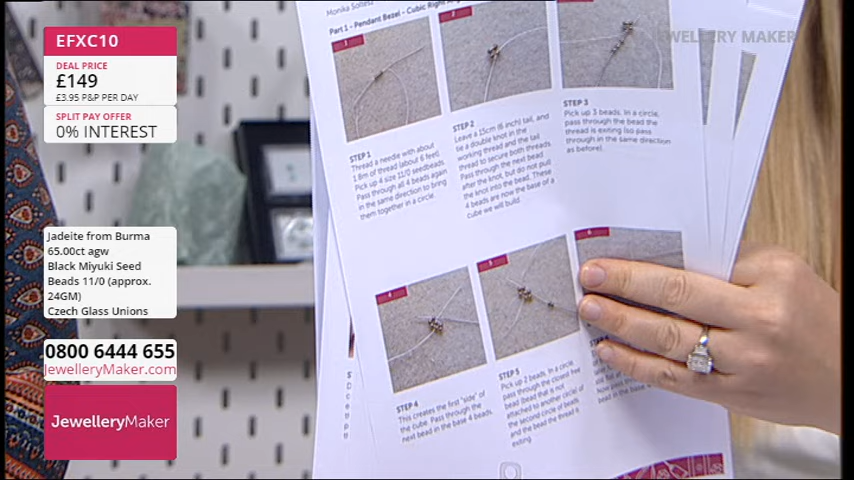 EFXC10
DEAL PRICE
£149
£3.95 P&P PER DAY
SPLIT PAY OFFER
0% INTEREST
Jadeite from Burma
65.00ct agw
Black Miyuki Seed
Beads 11/0 (approx.
24GM)
Czech Glass Unions
0800 6444 655
JewelleryMaker.com
JewelleryMaker
JEWELLERY MAKER
Monika Soltesz
Part 1 - Pendant Bezel - Cubic Right
1
2
STEP 1
Thread a needle with about
1.8m of thread (about 6 feet)
Pick up 4 size 11/0 seedbeads
Pass through all 4 beads again
in the same direction to bring
them together in a circle.
STEP 2
Leave a 15cm (6 inch) tail, and
tie a double knot in the
working thread and the tail
thread to secure both threads
Pass through the next bead
after the knot, but do not pull
the knot into the bead. These
4 beads are now the base of a
cube we will build.
STEP 3
Pick up 3 beads. In a circle,
pass through the bead the
thread is exiting (so pass
through in the same direction
as before).
4
5
6
STEP 4
This creates the first "side" of
the cube. Pass through the
next bead in the base 4 beads.
STEP 5
Pick up 2 beads. In a circle,
pass through the closed free
bead (bead that is not
attached to another circle) of
the second circle of beads
and the bead the thread is
exiting